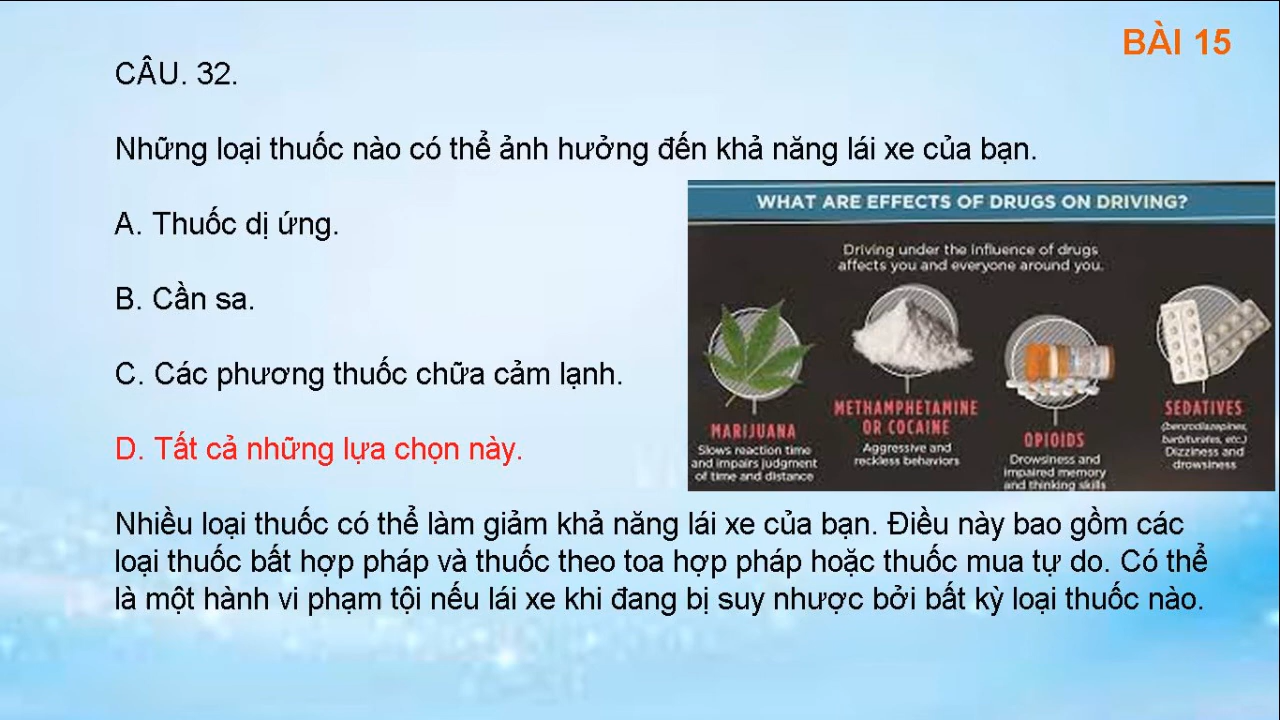 BÀI 15
CÂU. 32.
Những loại thuốc nào có thể ảnh hưởng đến khả năng lái xe của bạn.
A. Thuốc dị ứng.
B. Cần sa.
C. Các phương thuốc chữa cảm lạnh.
D. Tất cả những lựa chọn này.
WHAT ARE EFFECTS OF DRUGS ON DRIVING?
Driving under the influence of drugs
affects you and everyone around you.
MARIJUANA
Slows reaction time
and impairs judgment
of time and distance
METHAMPHETAMINE
OR COCAINE
Aggressive and
reckless behaviors
OPIOIDS
Drowsiness and
impaired memory
and thinking skills
SEDATIVES
(benzodiazepines,
barbiturates, etc.)
Dizziness and
drowsiness
Nhiều loại thuốc có thể làm giảm khả năng lái xe của bạn. Điều này bao gồm các
loại thuốc bất hợp pháp và thuốc theo toa hợp pháp hoặc thuốc mua tự do. Có thể
là một hành vi phạm tội nếu lái xe khi đang bị suy nhược bởi bất kỳ loại thuốc nào.